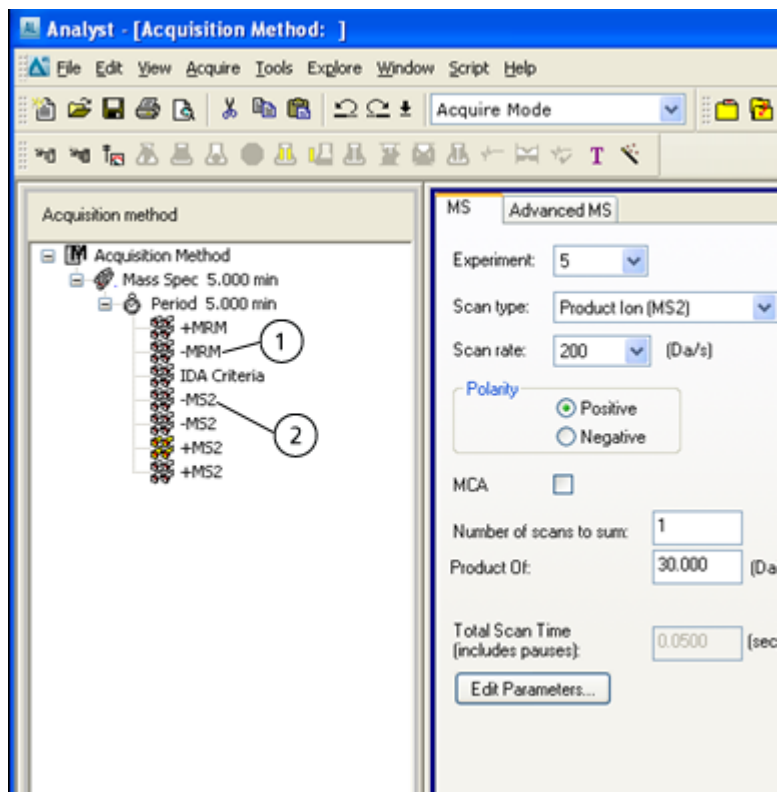 Analyst - [Acquisition Method: ]
File Edit View Acquire Tools Explore Window Script Help
Acquire Mode
T
Acquisition method
Acquisition Method
Mass Spec 5.000 min
Period 5.000 min
+MRM
-MRM
1
IDA Criteria
-MS2
2
-MS2
+MS2
+MS2
MS Advanced MS
Experiment: 5
Scan type: Product Ion (MS2)
Scan rate: 200 (Da/s)
Polarity
Positive
Negative
MCA
Number of scans to sum: 1
Product Of: 30.000 (Da
Total Scan Time
(includes pauses): 0.0500 (sec
Edit Parameters...